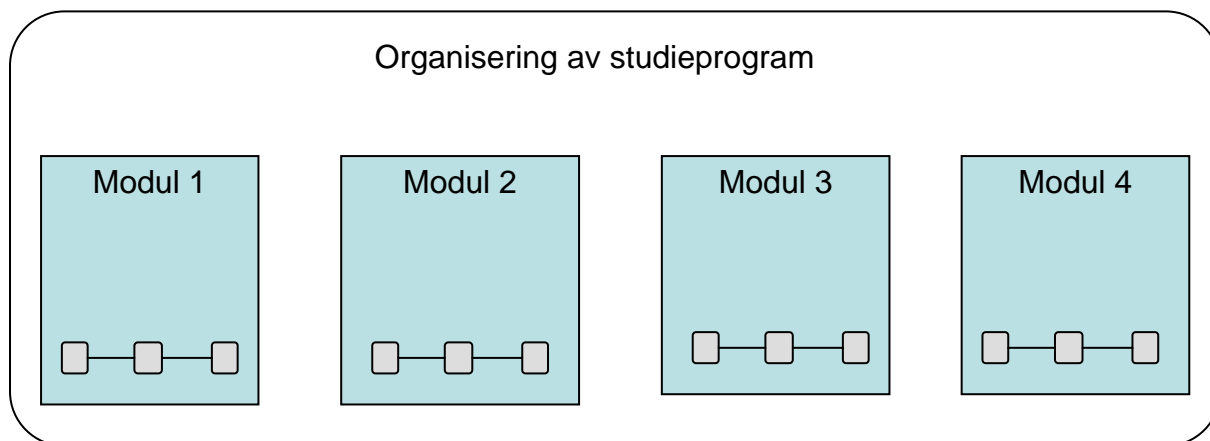 Organisering av studieprogram
Modul 1
Modul 2
Modul 3
Modul 4